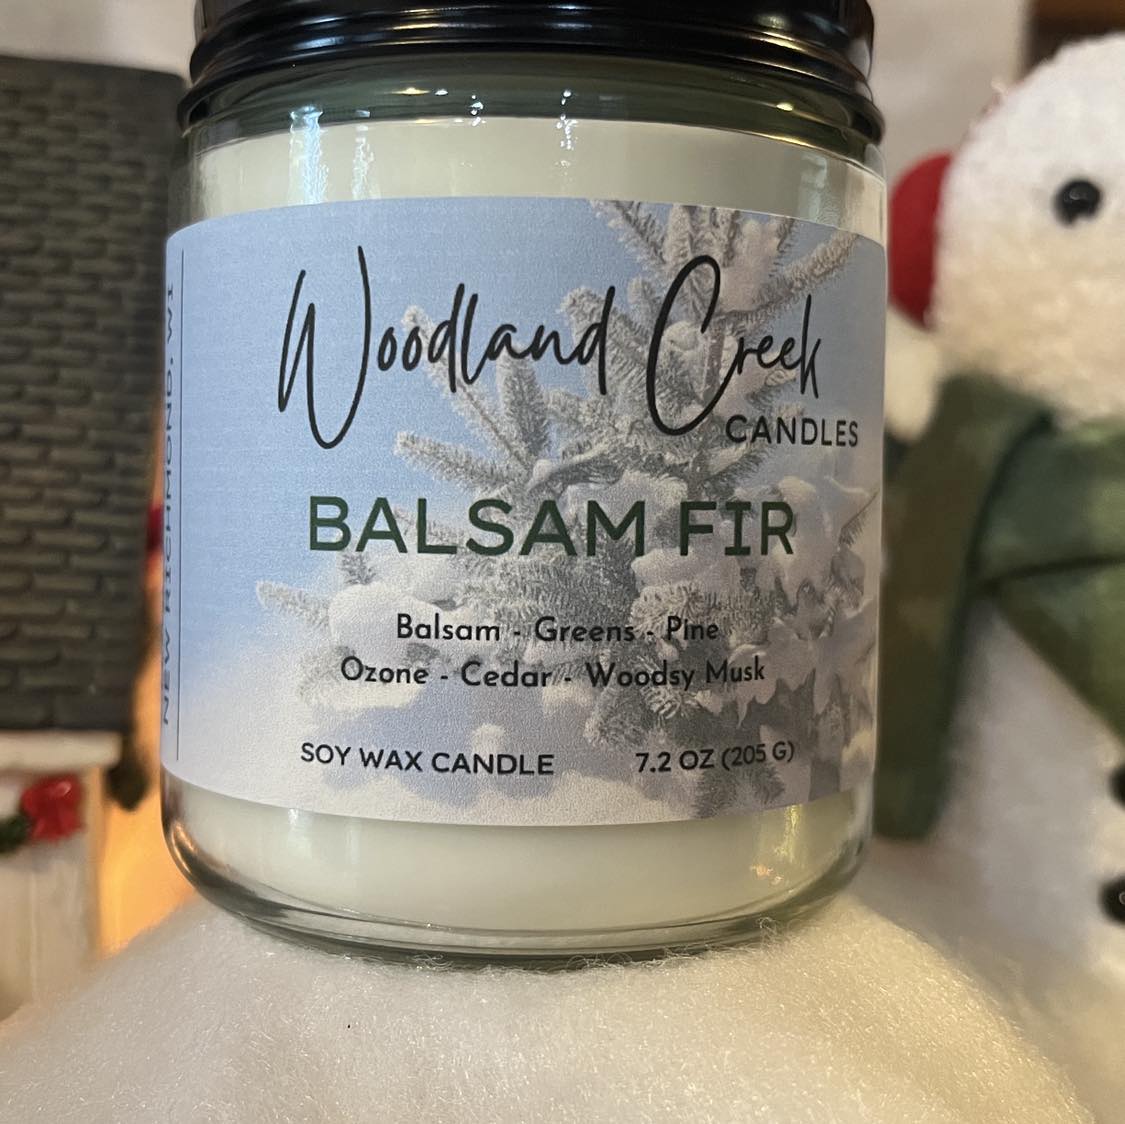 Woodland Creek
CANDLES
BALSAM FIR
Balsam - Greens - Pine
Ozone - Cedar - Woodsy Musk
SOY WAX CANDLE 7.2 OZ (205 G)
NEW RICHMOND, WI